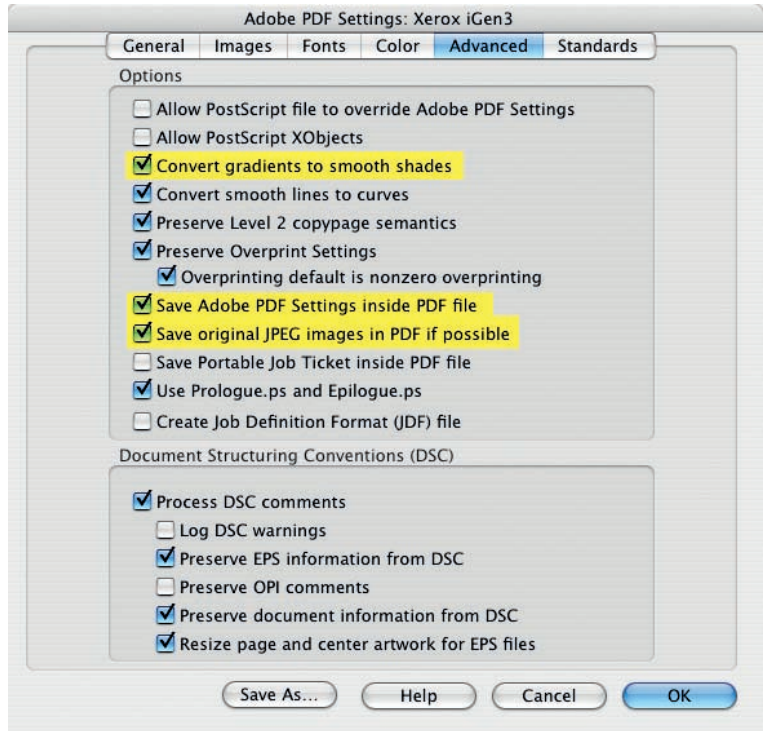 Adobe PDF Settings: Xerox iGen3
General Images Fonts Color Advanced Standards
Options
Allow PostScript file to override Adobe PDF Settings
Allow PostScript XObjects
Convert gradients to smooth shades
Convert smooth lines to curves
Preserve Level 2 copypage semantics
Preserve Overprint Settings
Overprinting default is nonzero overprinting
Save Adobe PDF Settings inside PDF file
Save original JPEG images in PDF if possible
Save Portable Job Ticket inside PDF file
Use Prologue.ps and Epilogue.ps
Create Job Definition Format (JDF) file
Document Structuring Conventions (DSC)
Process DSC comments
Log DSC warnings
Preserve EPS information from DSC
Preserve OPI comments
Preserve document information from DSC
Resize page and center artwork for EPS files
Save As... Help Cancel OK